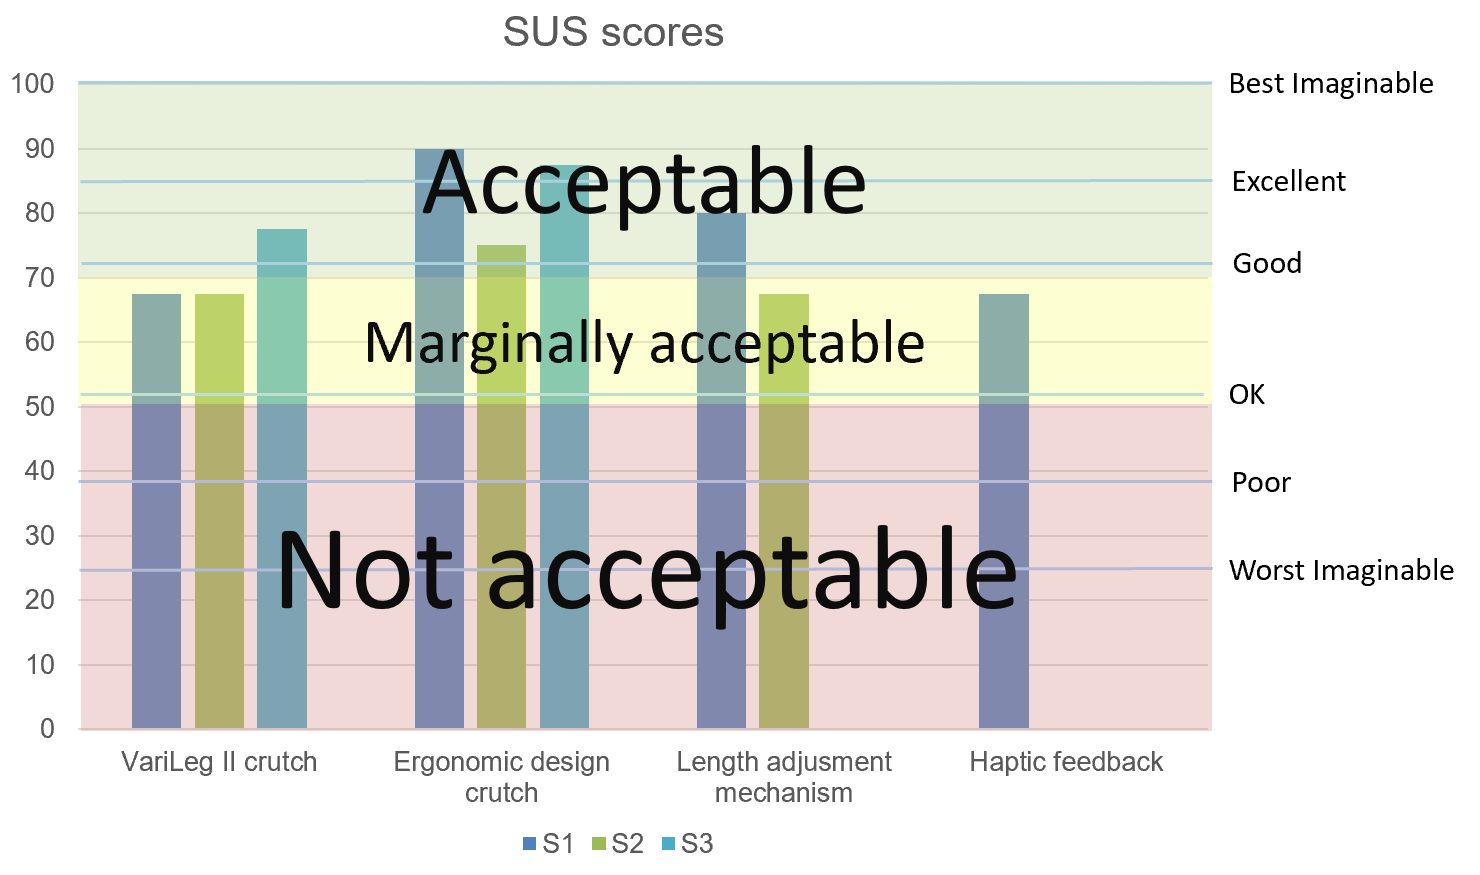 SUS scores
100
90
80
70
60
50
40
30
20
10
0
Acceptable
Marginally acceptable
Not acceptable
Best Imaginable
Excellent
Good
OK
Poor
Worst Imaginable
VariLeg II crutch
Ergonomic design
crutch
Length adjusment
mechanism
Haptic feedback
S1 S2 S3